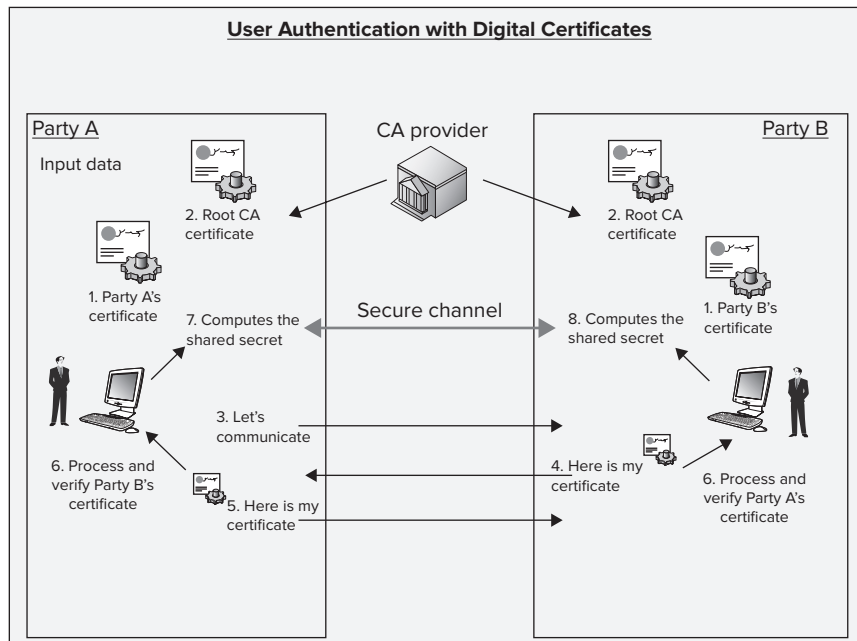 User Authentication with Digital Certificates
Party A
CA provider
Party B
Input data
2. Root CA
certificate
2. Root CA
certificate
1. Party A's
certificate
1. Party B's
certificate
7. Computes the
shared secret
Secure channel
8. Computes the
shared secret
3. Let's
communicate
6. Process and
verify Party B's
certificate
4. Here is my
certificate
5. Here is my
certificate
6. Process and
verify Party A's
certificate